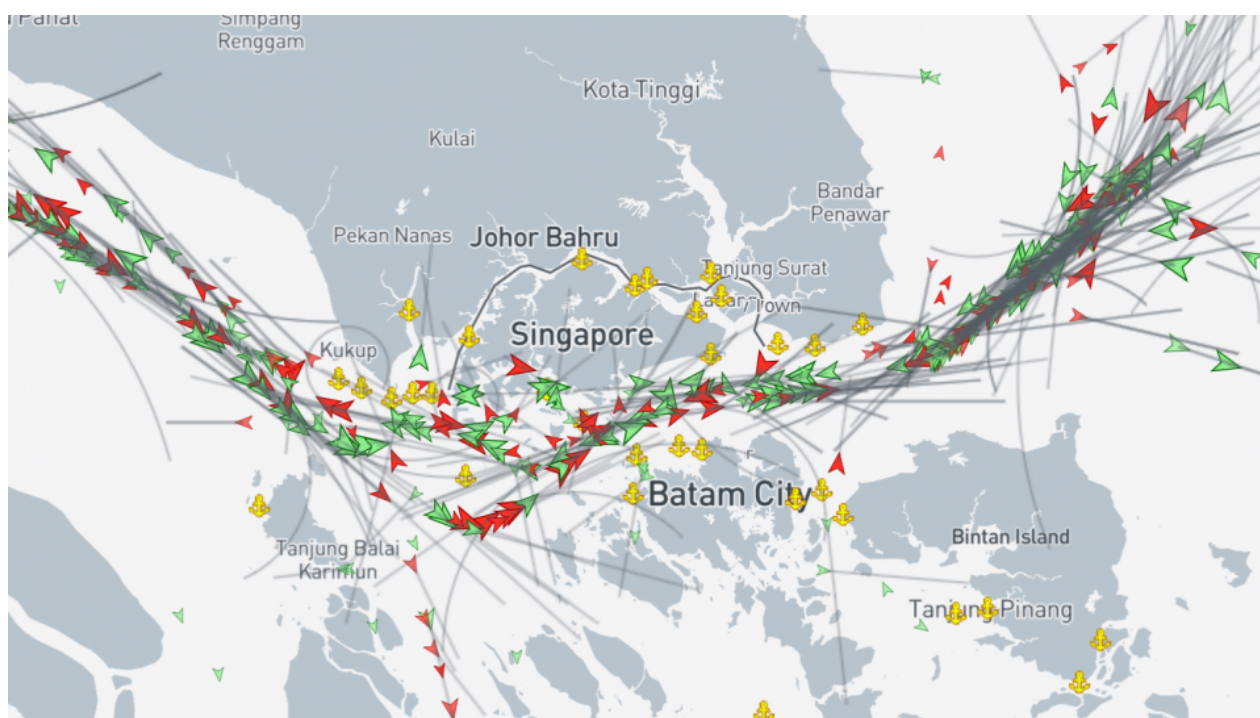 Simpang
Renggam
Kota Tinggi
Kulai
Bandar
Penawar
Pekan Nanas
Johor Bahru
Tanjung Surat
Town
Singapore
Kukup
Batam City
Bintan Island
Tanjung Balai
Karimun
Tanjung Pinang